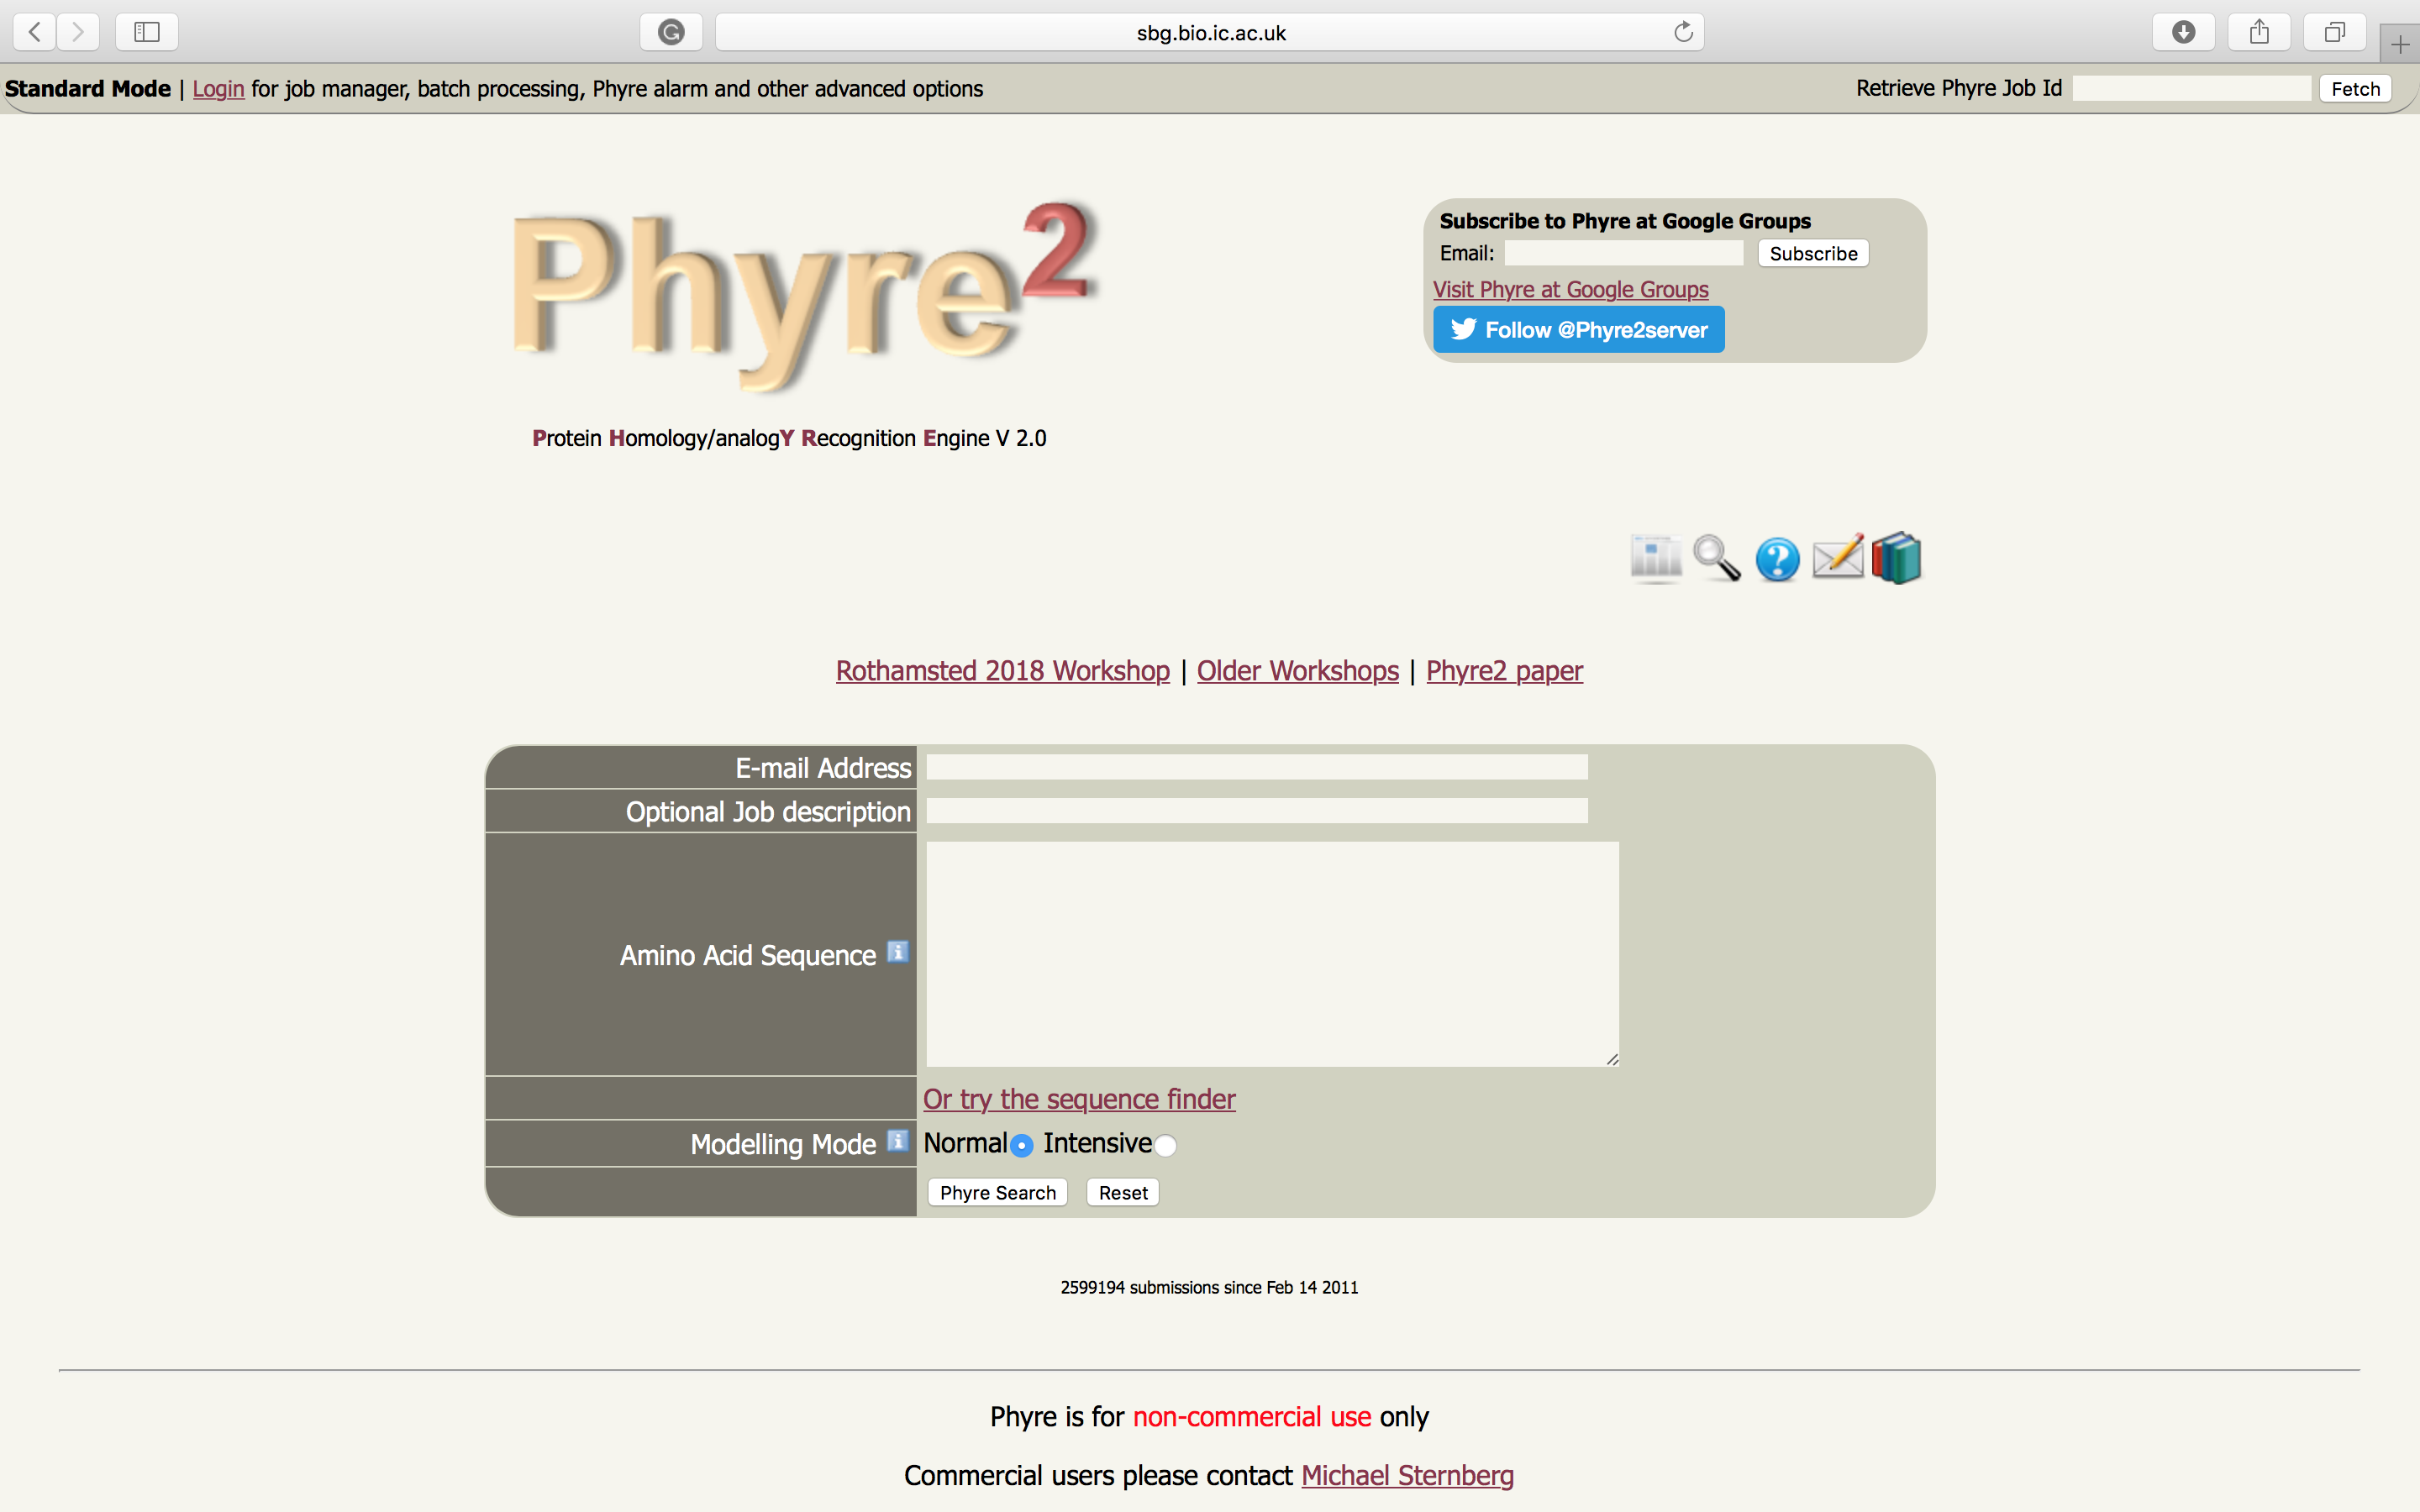 sbg.bio.ic.ac.uk
Standard Mode | Login for job manager, batch processing, Phyre alarm and other advanced options
Retrieve Phyre Job Id Fetch
Phyre2
Protein Homology/analogY Recognition Engine V 2.0
Subscribe to Phyre at Google Groups
Email: Subscribe
Visit Phyre at Google Groups
Follow @Phyre2server
Rothamsted 2018 Workshop | Older Workshops | Phyre2 paper
E-mail Address
Optional Job description
Amino Acid Sequence
Or try the sequence finder
Modelling Mode Normal Intensive
Phyre Search Reset
2599194 submissions since Feb 14 2011
Phyre is for non-commercial use only
Commercial users please contact Michael Sternberg